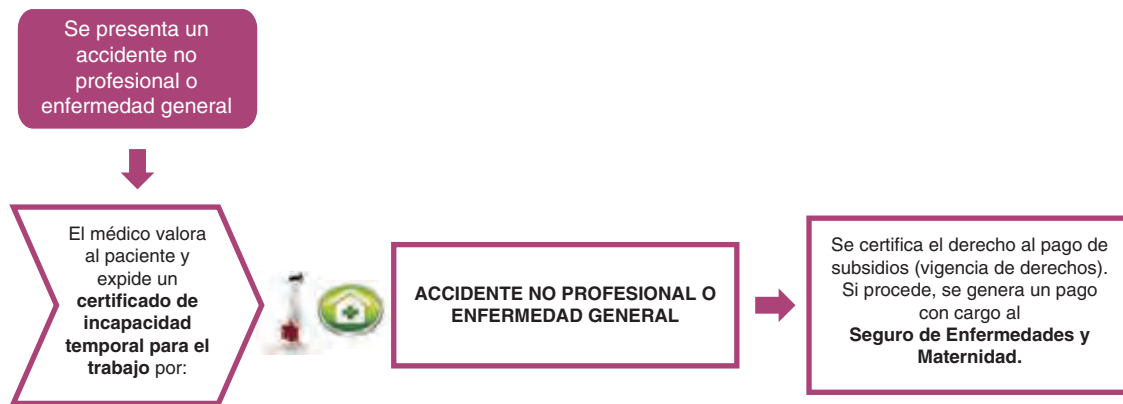 Se presenta un
accidente no
profesional o
enfermedad general
El médico valora
al paciente y
expide un
certificado de
incapacidad
temporal para el
trabajo por:
ACCIDENTE NO PROFESIONAL O
ENFERMEDAD GENERAL
Se certifica el derecho al pago de
subsidios (vigencia de derechos).
Si procede, se genera un pago
con cargo al
Seguro de Enfermedades y
Maternidad.